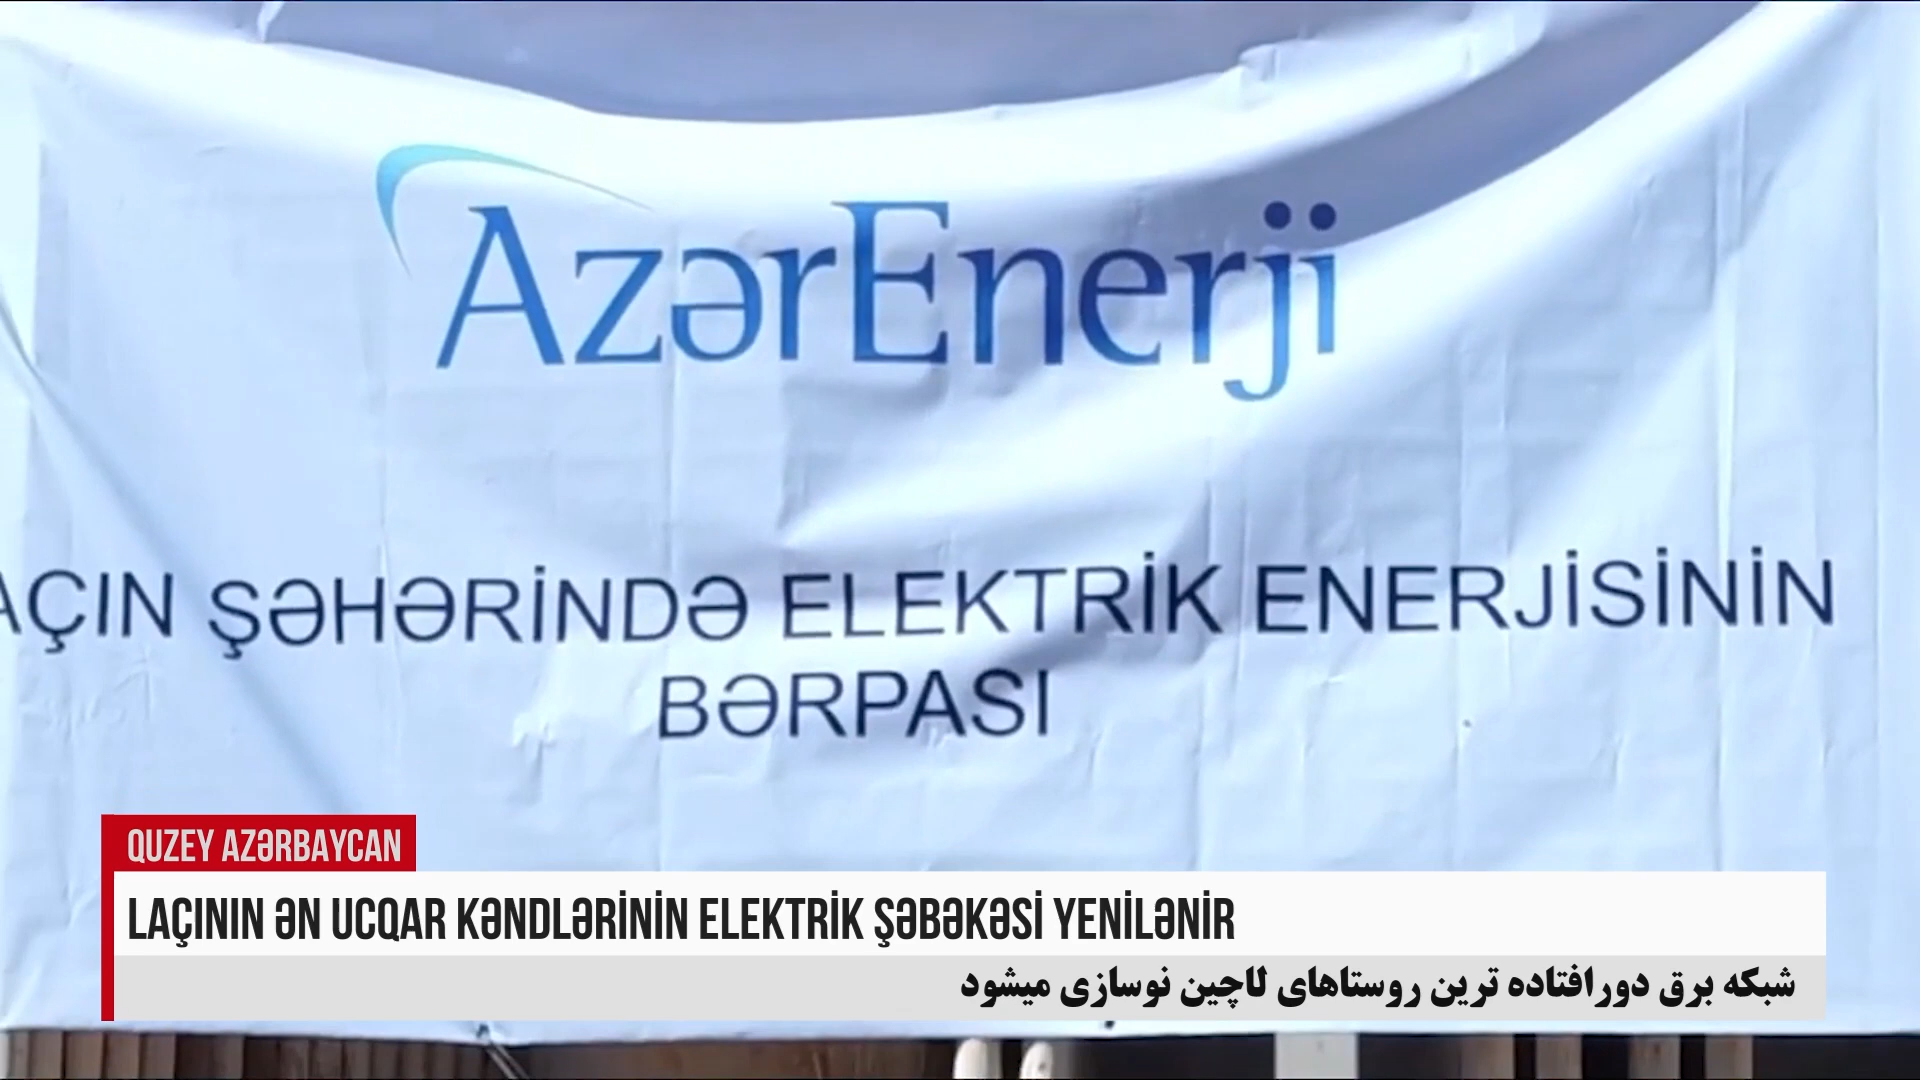 AzərEnerji
AÇIN ŞƏHƏRİNDƏ ELEKTRİK ENERJİSİNİN
BƏRPASI
QUZEY AZƏRBAYCAN
LAÇININ ƏN UCQAR KƏNDLƏRİNİN ELEKTRİK ŞƏBƏKƏSİ YENİLƏNİR
شبکه برق دورافتاده ترین روستاهای لاچین نوسازی میشود